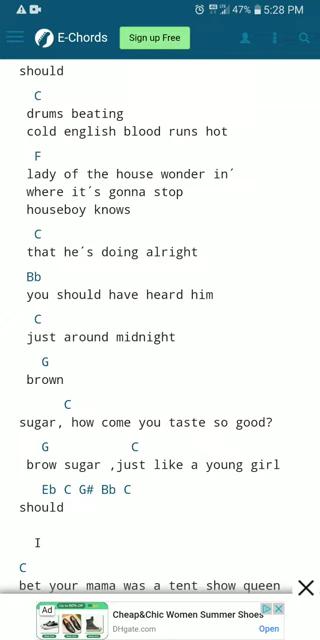 47% 5:28 PM
E-Chords Sign up Free
should
C
drums beating
cold english blood runs hot
F
lady of the house wonder in´
where it´s gonna stop
houseboy knows
C
that he´s doing alright
Bb
you should have heard him
C
just around midnight
G
brown
C
sugar, how come you taste so good?
G C
brow sugar ,just like a young girl
Eb C G# Bb C
should
I
C
bet your mama was a tent show queen
Ad
Cheap&Chic Women Summer Shoes
DHgate.com Open